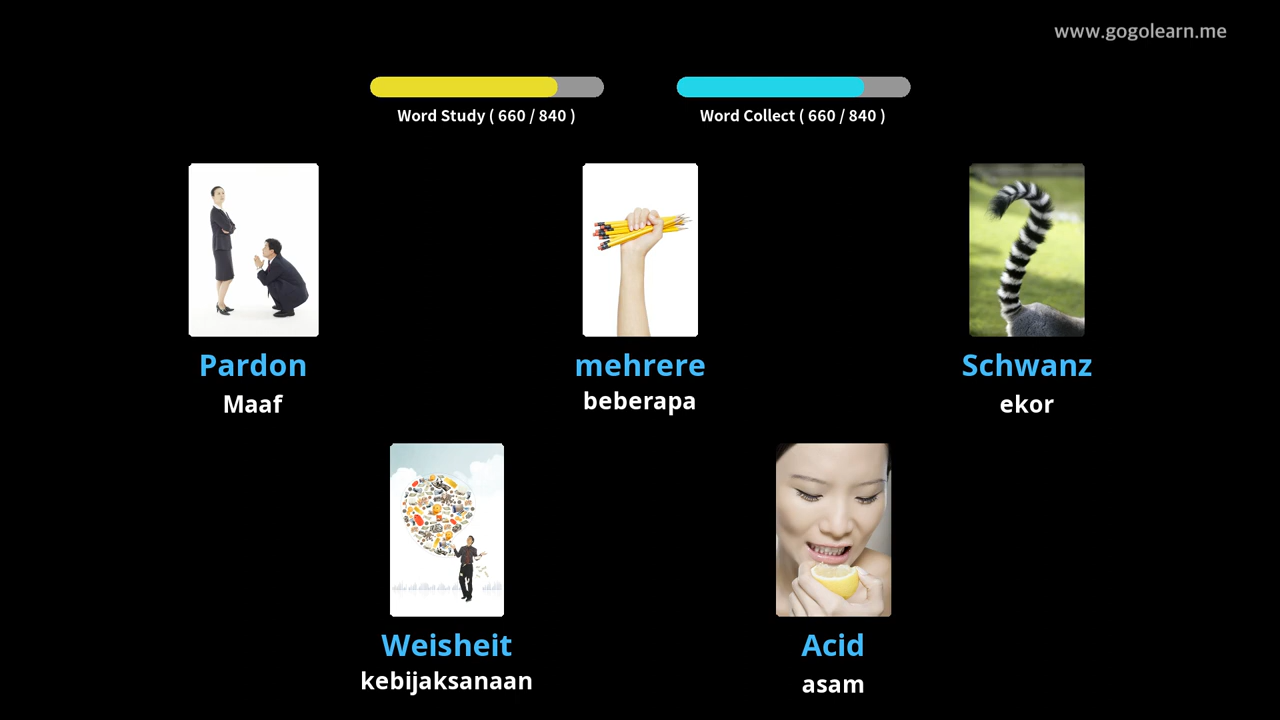 www.gogolearn.me
Word Study ( 660 / 840 )
Word Collect ( 660 / 840 )
Pardon
Maaf
mehrere
beberapa
Schwanz
ekor
Weisheit
kebijaksanaan
Acid
asam